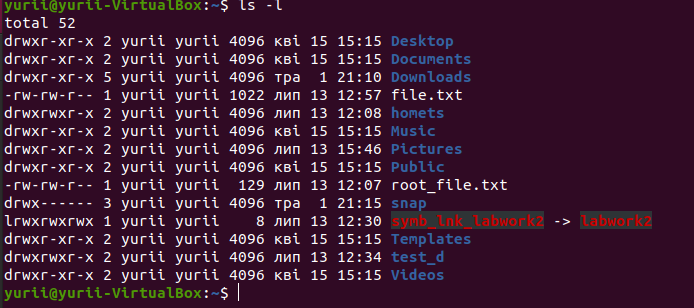 yurii@yurii-VirtualBox:~$ ls -l
total 52
drwxr-xr-x 2 yurii yurii 4096 кві 15 15:15 Desktop
drwxr-xr-x 2 yurii yurii 4096 кві 15 15:15 Documents
drwxr-xr-x 5 yurii yurii 4096 тра  1 21:10 Downloads
-rw-rw-r-- 1 yurii yurii 1022 лип 13 12:57 file.txt
drwxrwxr-x 2 yurii yurii 4096 лип 13 12:08 homets
drwxr-xr-x 2 yurii yurii 4096 кві 15 15:15 Music
drwxr-xr-x 2 yurii yurii 4096 лип 13 15:46 Pictures
drwxr-xr-x 2 yurii yurii 4096 кві 15 15:15 Public
-rw-rw-r-- 1 yurii yurii  129 лип 13 12:07 root_file.txt
drwx------ 3 yurii yurii 4096 тра  1 21:15 snap
lrwxrwxrwx 1 yurii yurii    8 лип 13 12:30 symb_lnk_labwork2 -> labwork2
drwxr-xr-x 2 yurii yurii 4096 кві 15 15:15 Templates
drwxrwxr-x 2 yurii yurii 4096 лип 13 12:34 test_d
drwxr-xr-x 2 yurii yurii 4096 кві 15 15:15 Videos
yurii@yurii-VirtualBox:~$